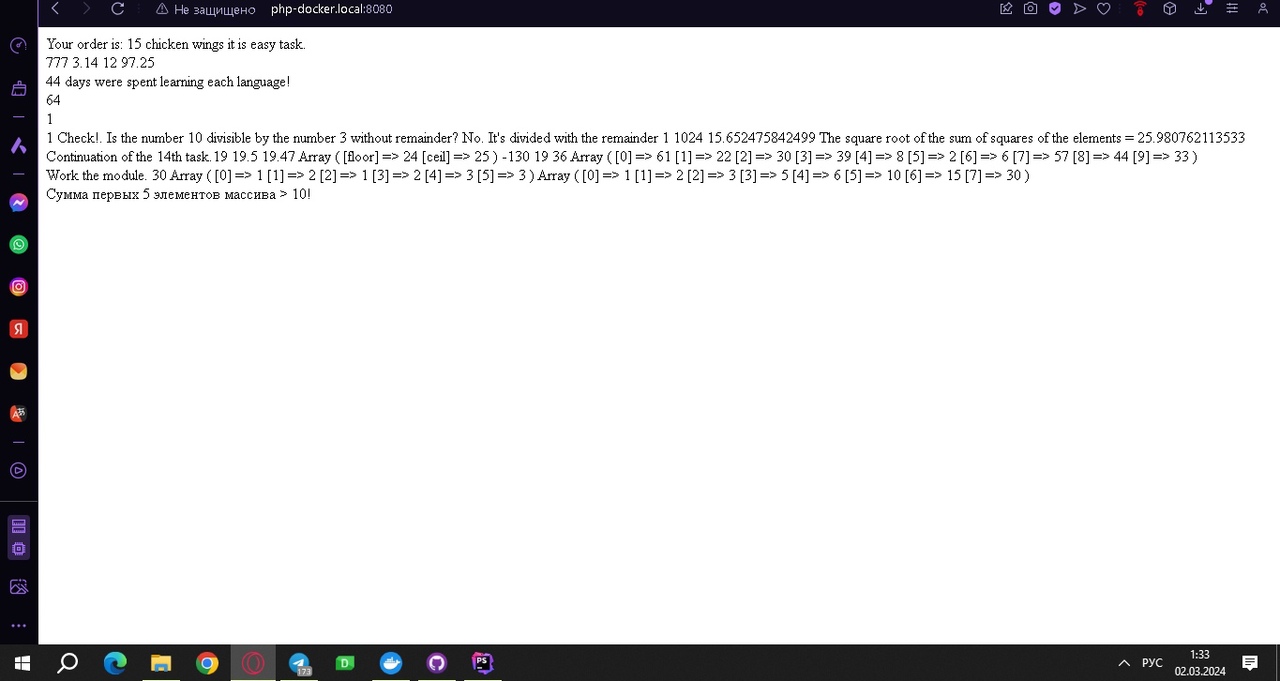 Не защищено php-docker.local:8080
Your order is: 15 chicken wings it is easy task.
777 3.14 12 97.25
44 days were spent learning each language!
64
1
1 Check!. Is the number 10 divisible by the number 3 without remainder? No. It's divided with the remainder 1 1024 15.652475842499 The square root of the sum of squares of the elements = 25.980762113533
Continuation of the 14th task.19 19.5 19.47 Array ( [floor] => 24 [ceil] => 25 ) -130 19 36 Array ( [0] => 61 [1] => 22 [2] => 30 [3] => 39 [4] => 8 [5] => 2 [6] => 6 [7] => 57 [8] => 44 [9] => 33 )
Work the module. 30 Array ( [0] => 1 [1] => 2 [2] => 1 [3] => 2 [4] => 3 [5] => 3 ) Array ( [0] => 1 [1] => 2 [2] => 3 [3] => 5 [4] => 6 [5] => 10 [6] => 15 [7] => 30 )
Сумма первых 5 элементов массива > 10!
Я
173
D
PS
РУС
1:33
02.03.2024